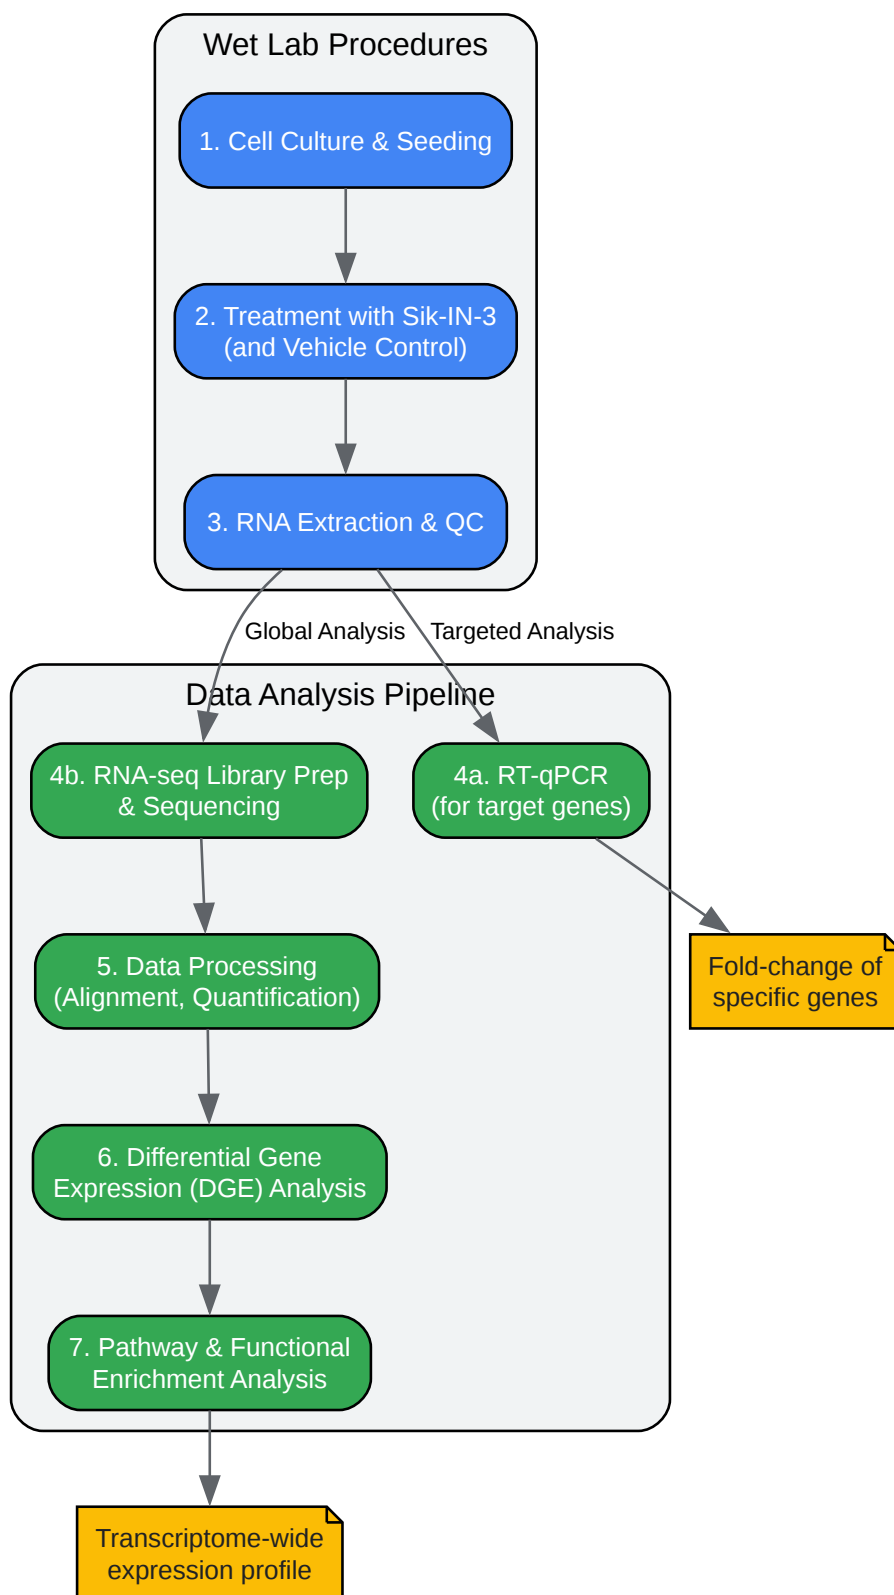 Wet Lab Procedures
1. Cell Culture & Seeding
2. Treatment with Sik-IN-3
(and Vehicle Control)
3. RNA Extraction & QC
Global Analysis
Targeted Analysis
Data Analysis Pipeline
4b. RNA-seq Library Prep
& Sequencing
4a. RT-qPCR
(for target genes)
5. Data Processing
(Alignment, Quantification)
Fold-change of
specific genes
6. Differential Gene
Expression (DGE) Analysis
7. Pathway & Functional
Enrichment Analysis
Transcriptome-wide
expression profile